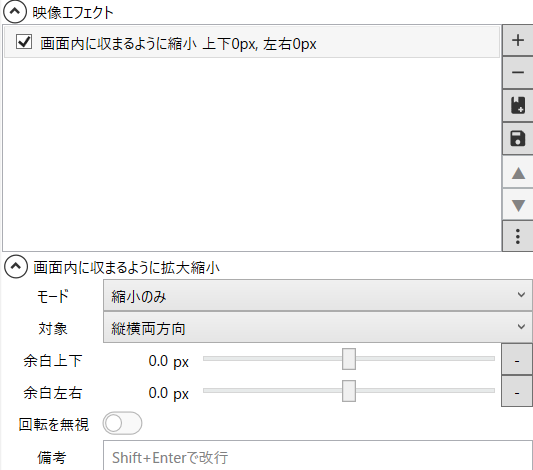 映像エフェクト
画面内に収まるように縮小 上下0px, 左右0px
画面内に収まるように拡大縮小
モード 縮小のみ
対象 縦横両方向
余白上下 0.0 px -
余白左右 0.0 px -
回転を無視
備考 Shift+Enterで改行